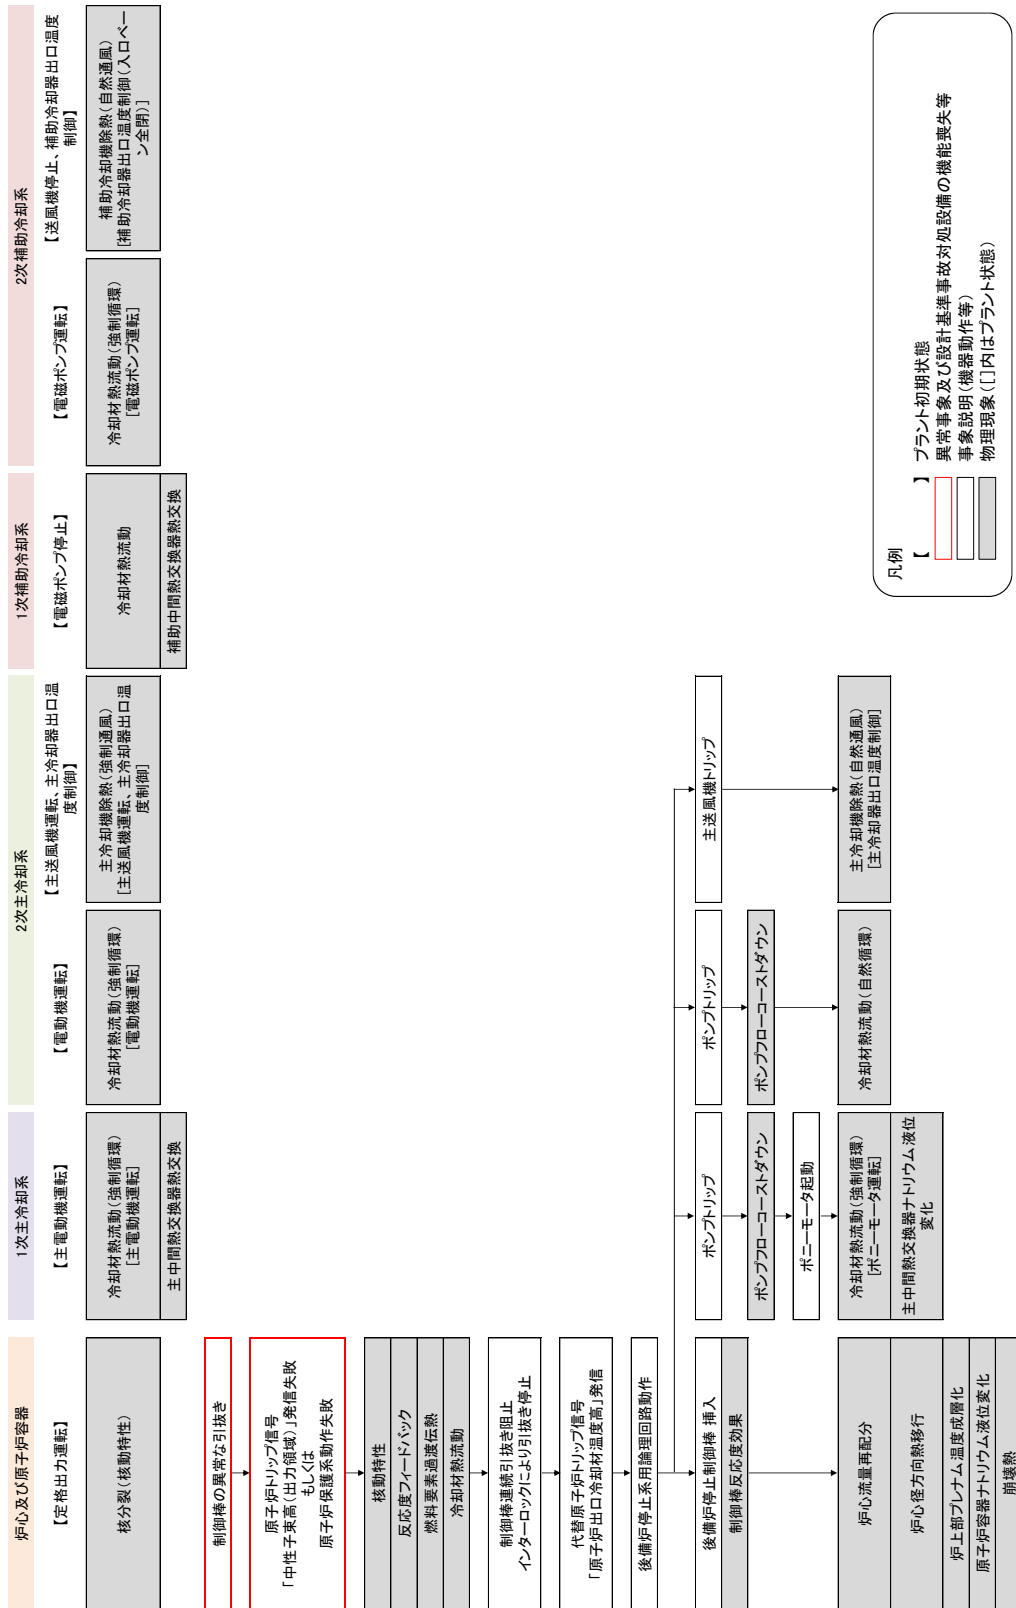 炉心及び原子炉容器
【定格出力運転】
核分裂(核動特性)
制御棒の異常な引抜き
原子炉トリップ信号
「中性子束高(出力領域)」発信失敗
もしくは
原子炉保護系動作失敗
核動特性
反応度フィードバック
燃料要素過渡伝熱
冷却材熱流動
制御棒連続引抜き阻止
インターロックにより引抜き停止
代替原子炉トリップ信号
「原子炉出口冷却材温度高」発信
後備炉停止系用論理回路動作
後備炉停止制御棒 挿入
制御棒反応度効果
炉心流量再配分
炉心径方向熱移行
炉上部プレナム温度成層化
原子炉容器ナトリウム液位変化
崩壊熱
1次主冷却系
【主電動機運転】
冷却材熱流動(強制循環)
[主電動機運転]
主中間熱交換器熱交換
ポンプトリップ
ポンプフローコーストダウン
ポニーモータ起動
冷却材熱流動(強制循環)
[ポニーモータ運転]
主中間熱交換器ナトリウム液位
変化
2次主冷却系
【電動機運転】
冷却材熱流動(強制循環)
[電動機運転]
ポンプトリップ
ポンプフローコーストダウン
冷却材熱流動(自然循環)
【主送風機運転、主冷却器出口温
度制御】
主冷却機除熱(強制通風)
[主送風機運転、主冷却器出口温
度制御]
主送風機トリップ
主冷却機除熱(自然通風)
[主冷却器出口温度制御]
1次補助冷却系
【電磁ポンプ停止】
冷却材熱流動
補助中間熱交換器熱交換
2次補助冷却系
【電磁ポンプ運転】
冷却材熱流動(強制循環)
[電磁ポンプ運転]
【送風機停止、補助冷却器出口温度
制御】
補助冷却機除熱(自然通風)
[補助冷却器出口温度制御(入口ベー
ン全閉)]
凡例
【 】 プラント初期状態
異常事象及び設計基準事故対処設備の機能喪失等
事象説明(機器動作等)
物理現象([]内はプラント状態)